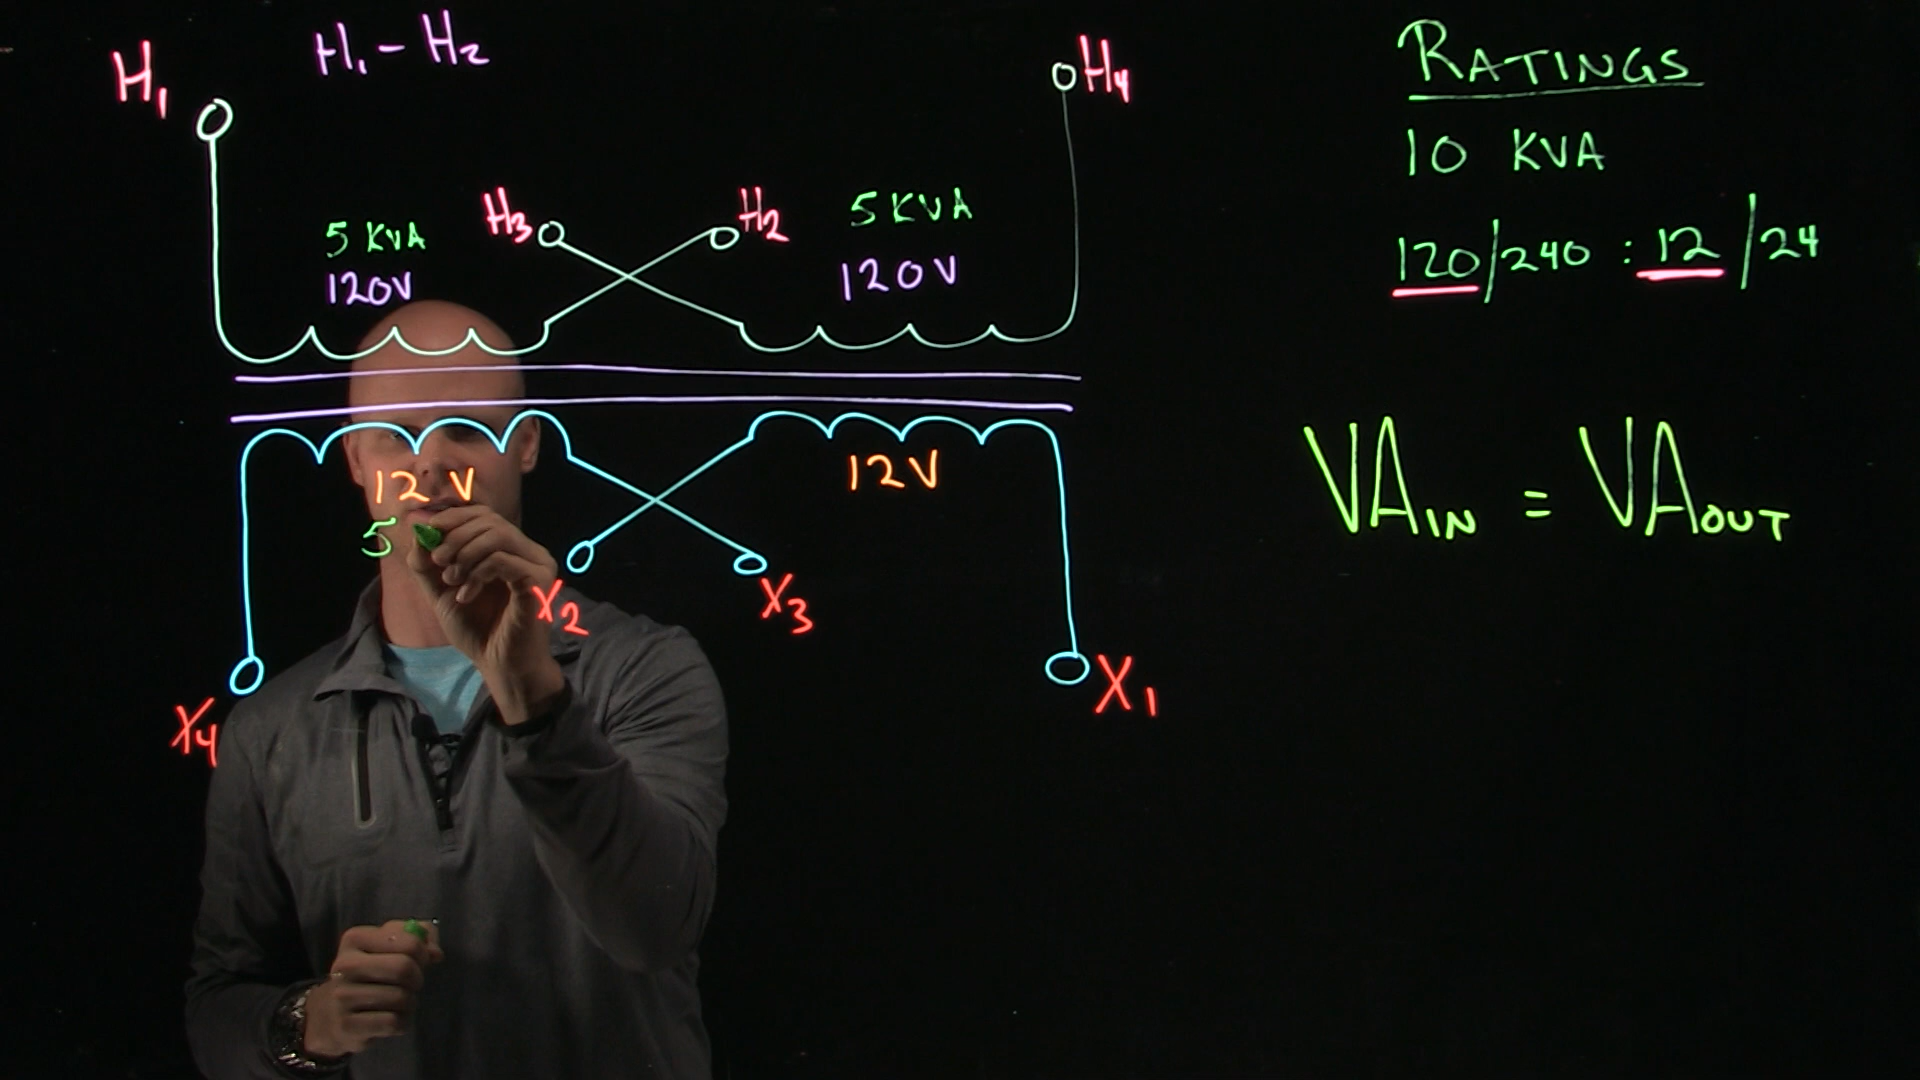 H1 - H2
H1
H4
H3
H2
5 KVA
120V
5 KVA
120V
12V
5
12V
X2
X3
X4
X1
RATINGS
10 KVA
120/240 : 12/24
VAIN = VAOUT